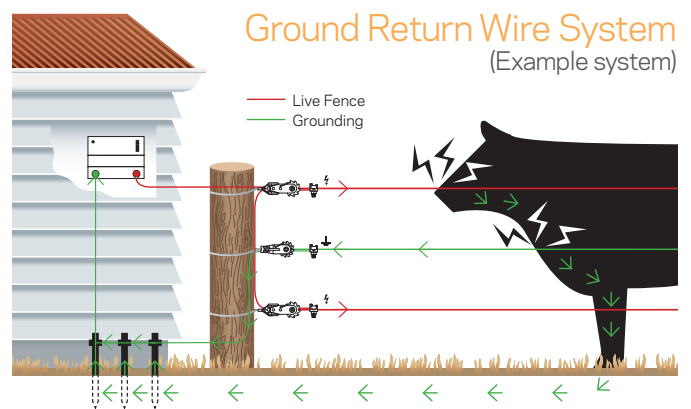 Ground Return Wire System
(Example system)
Live Fence
Grounding